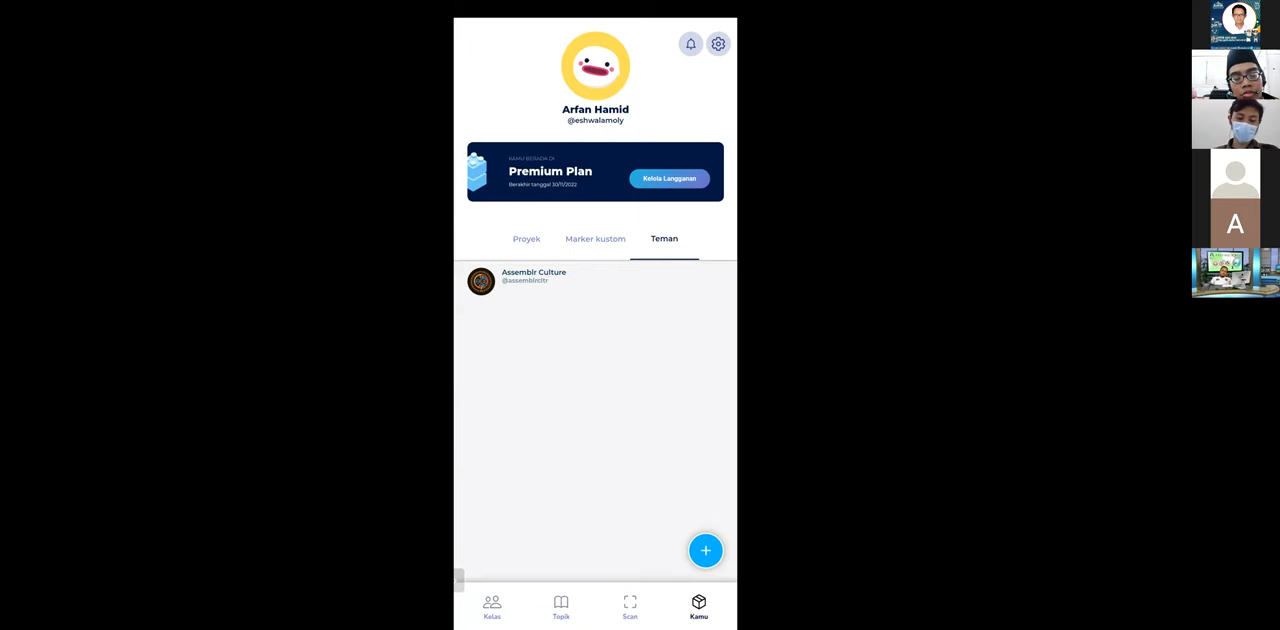 Arfan Hamid
@eshwalamoly
KAMU BERADA DI
Premium Plan
Berakhir tanggal 30/11/2022
Kelola Langganan
Proyek
Marker kustom
Teman
Assemblr Culture
@assemblrcltr
Kelas
Topik
Scan
Kamu
A